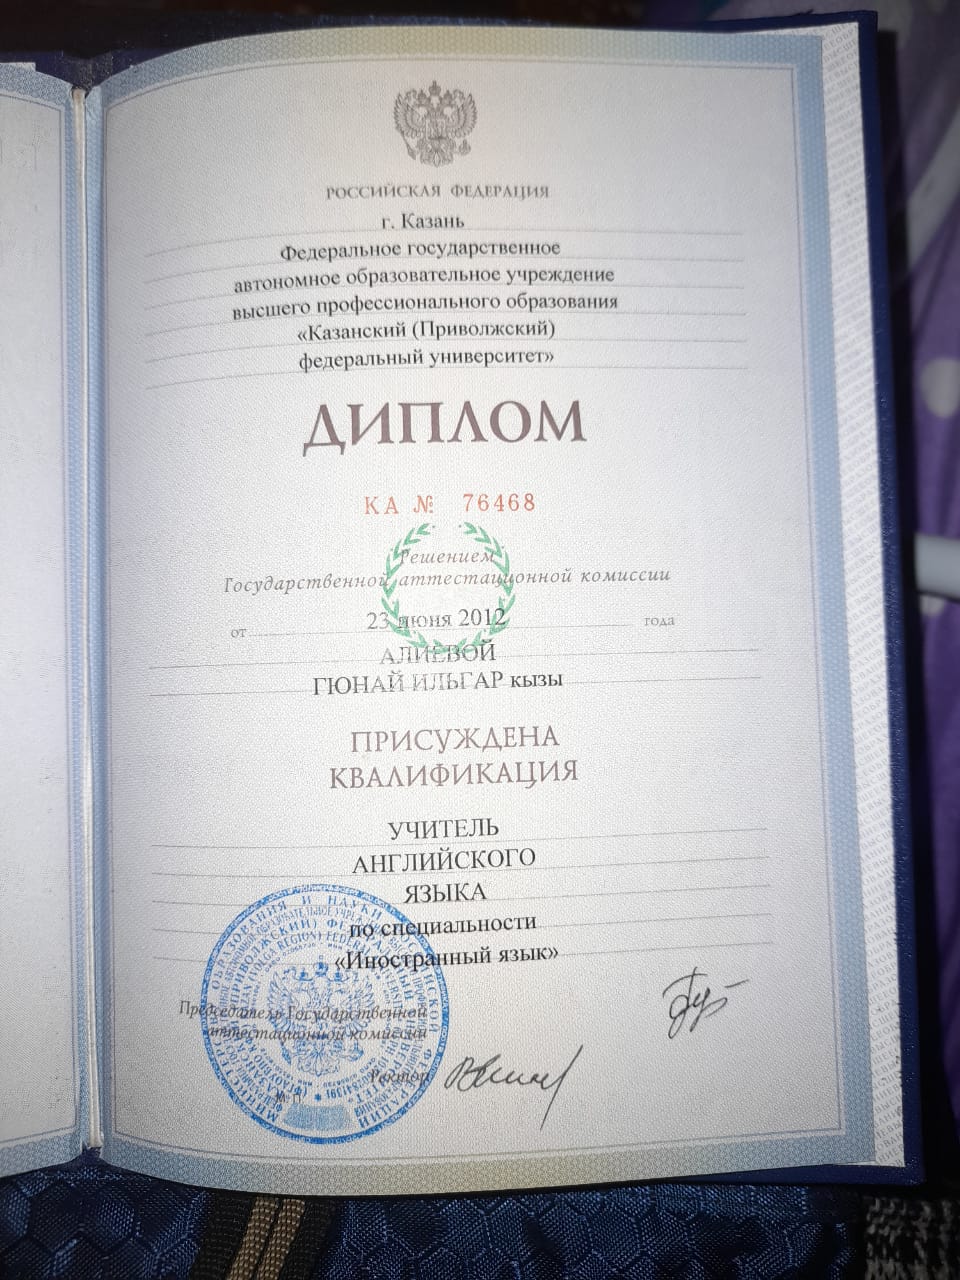 РОССИЙСКАЯ ФЕДЕРАЦИЯ
г. Казань
Федеральное государственное
автономное образовательное учреждение
высшего профессионального образования
«Казанский (Приволжский)
федеральный университет»
ДИПЛОМ
КА № 76468
Решением
Государственной аттестационной комиссии
от 23 июня 2012 года
АЛИЕВОЙ
ГЮНАЙ ИЛЬГАР кызы
ПРИСУЖДЕНА
КВАЛИФИКАЦИЯ
УЧИТЕЛЬ
АНГЛИЙСКОГО
ЯЗЫКА
по специальности
«Иностранный язык»
Председатель Государственной
аттестационной комиссии
Ректор
М.П.